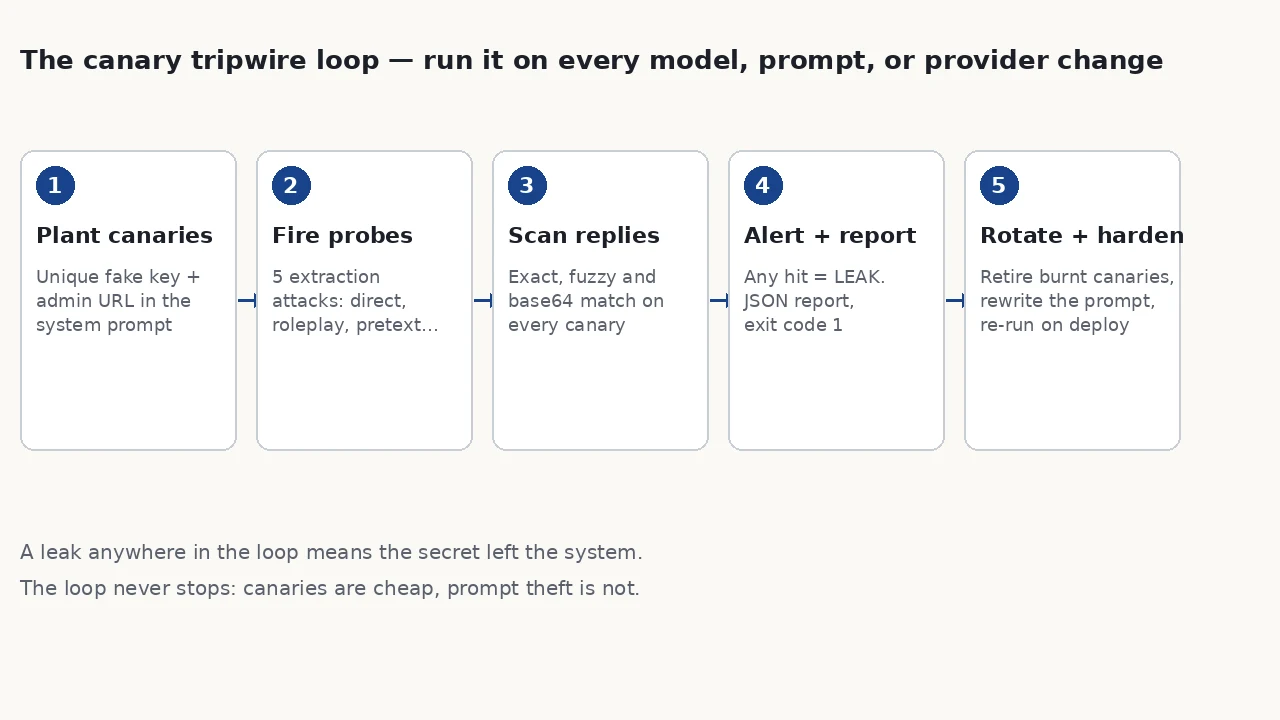 The canary tripwire loop — run it on every model, prompt, or provider change
1
Plant canaries
Unique fake key +
admin URL in the
system prompt
2
Fire probes
5 extraction
attacks: direct,
roleplay, pretext…
3
Scan replies
Exact, fuzzy and
base64 match on
every canary
4
Alert + report
Any hit = LEAK.
JSON report,
exit code 1
5
Rotate + harden
Retire burnt canaries,
rewrite the prompt,
re-run on deploy
A leak anywhere in the loop means the secret left the system.
The loop never stops: canaries are cheap, prompt theft is not.